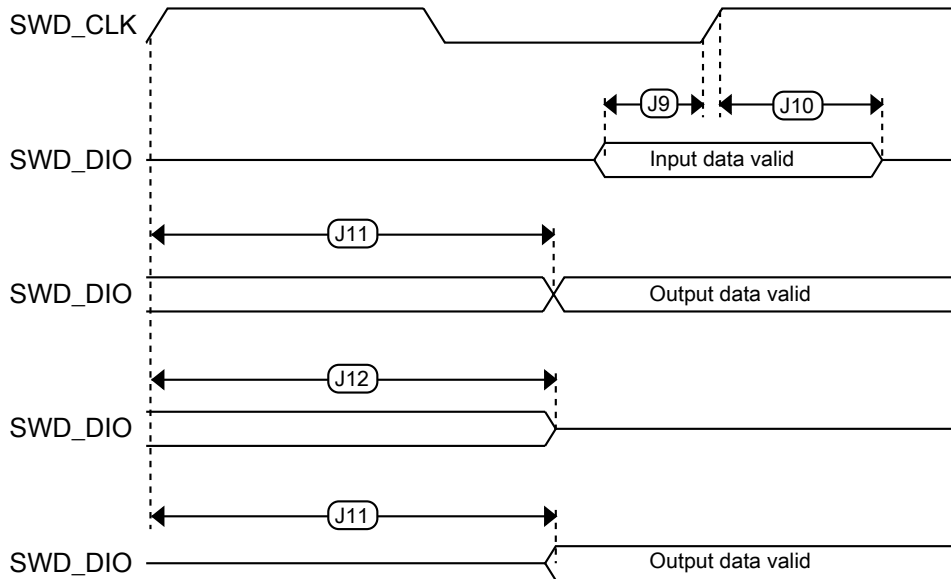 SWD_CLK
J9
J10
SWD_DIO
Input data valid
J11
SWD_DIO
Output data valid
J12
SWD_DIO
J11
SWD_DIO
Output data valid